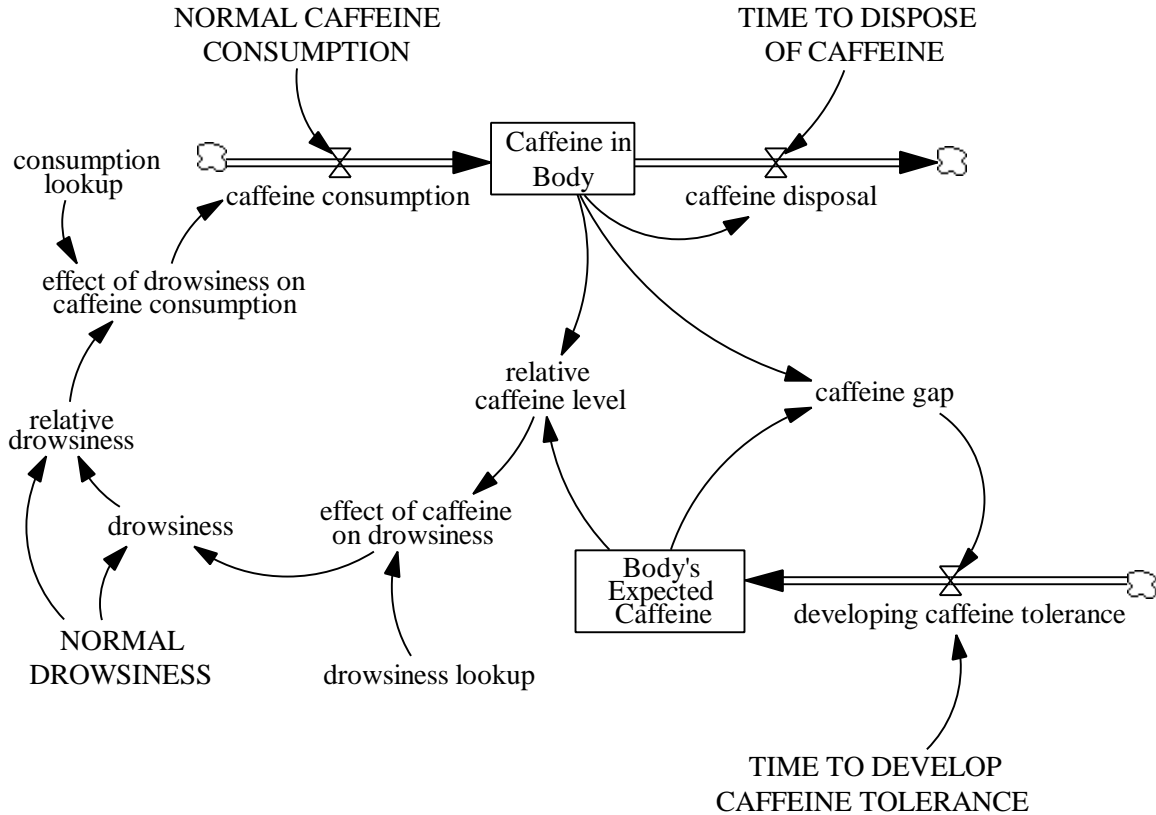 NORMAL CAFFEINE
CONSUMPTION
TIME TO DISPOSE
OF CAFFEINE
Caffeine in
Body
consumption
lookup
caffeine consumption
caffeine disposal
effect of drowsiness on
caffeine consumption
relative
caffeine level
caffeine gap
relative
drowsiness
effect of caffeine
on drowsiness
drowsiness
Body's
Expected
Caffeine
developing caffeine tolerance
NORMAL
DROWSINESS
drowsiness lookup
TIME TO DEVELOP
CAFFEINE TOLERANCE